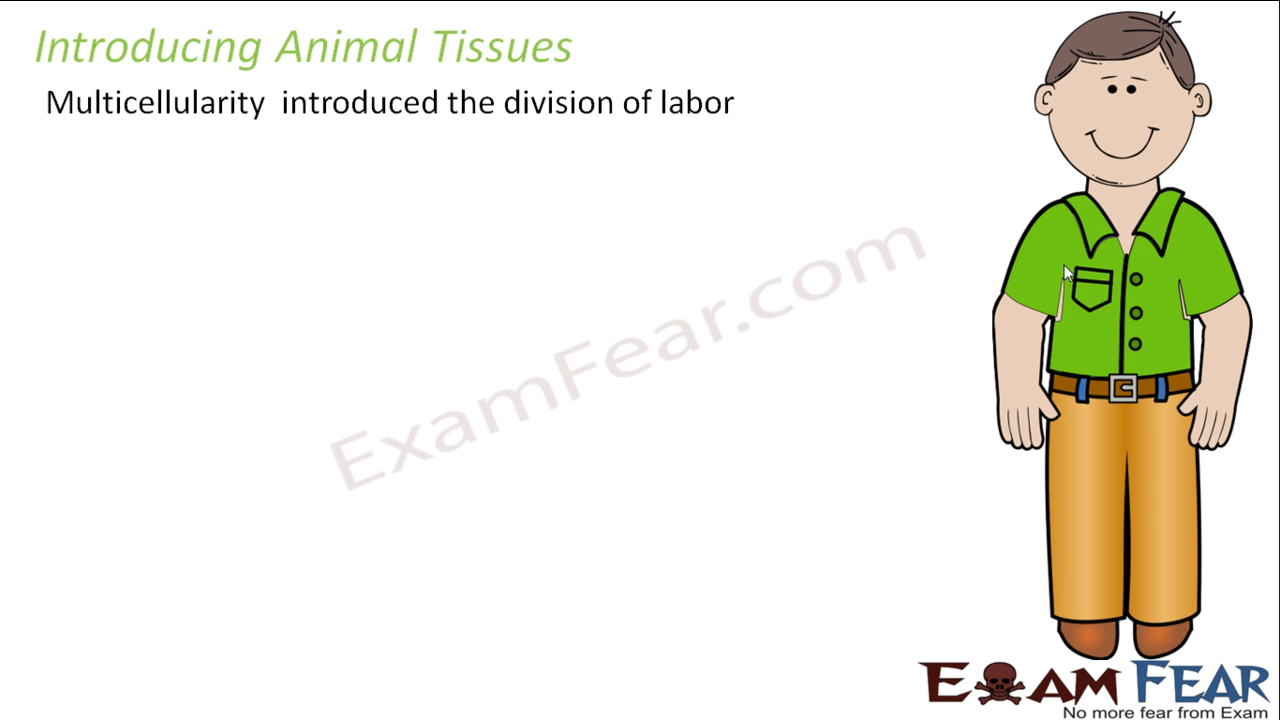 Introducing Animal Tissues
Multicellularity introduced the division of labor
ExamFear.com
EXAM FEAR
No more fear from Exam